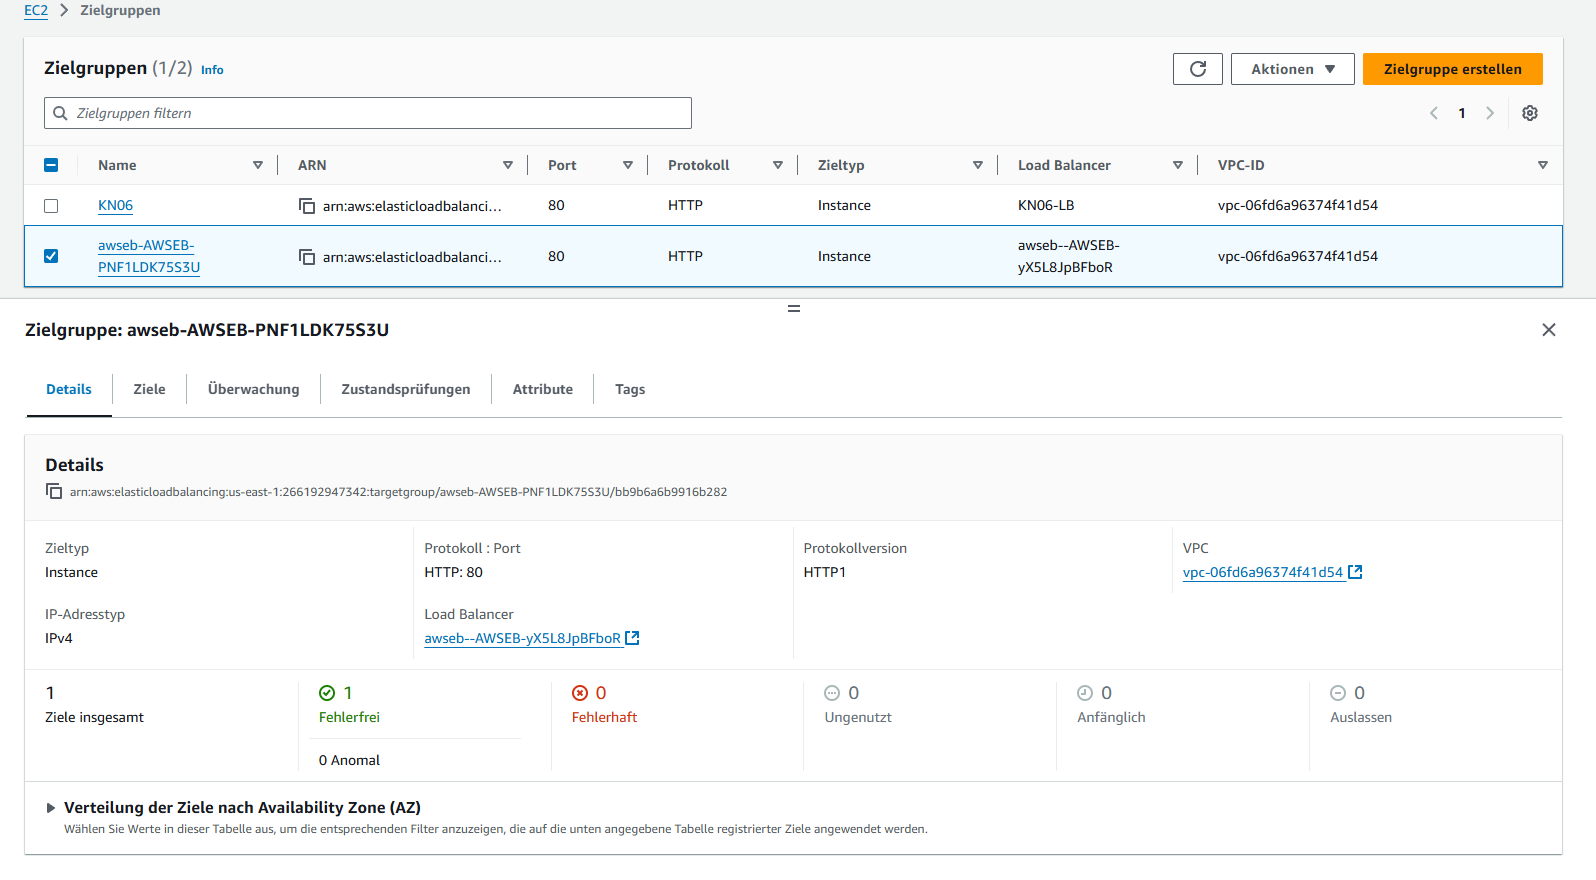 EC2 > Zielgruppen
Zielgruppen (1/2) Info
Aktionen
Zielgruppe erstellen
Zielgruppen filtern
1
Name ARN Port Protokoll Zieltyp Load Balancer VPC-ID
KN06 arn:aws:elasticloadbalanci... 80 HTTP Instance KN06-LB vpc-06fd6a96374f41d54
awseb-AWSEB- arn:aws:elasticloadbalanci... 80 HTTP Instance awseb--AWSEB- vpc-06fd6a96374f41d54
PNF1LDK75S3U yX5L8JpBFboR
Zielgruppe: awseb-AWSEB-PNF1LDK75S3U
Details Ziele Überwachung Zustandsprüfungen Attribute Tags
Details
arn:aws:elasticloadbalancing:us-east-1:266192947342:targetgroup/awseb-AWSEB-PNF1LDK75S3U/bb9b6a6b9916b282
Zieltyp Protokoll : Port Protokollversion VPC
Instance HTTP: 80 HTTP1 vpc-06fd6a96374f41d54
IP-Adresstyp Load Balancer
IPv4 awseb--AWSEB-yX5L8JpBFboR
1 1 0 0 0 0
Ziele insgesamt Fehlerfrei Fehlerhaft Ungenutzt Anfänglich Auslassen
0 Anomal
Verteilung der Ziele nach Availability Zone (AZ)
Wählen Sie Werte in dieser Tabelle aus, um die entsprechenden Filter anzuzeigen, die auf die unten angegebene Tabelle registrierter Ziele angewendet werden.